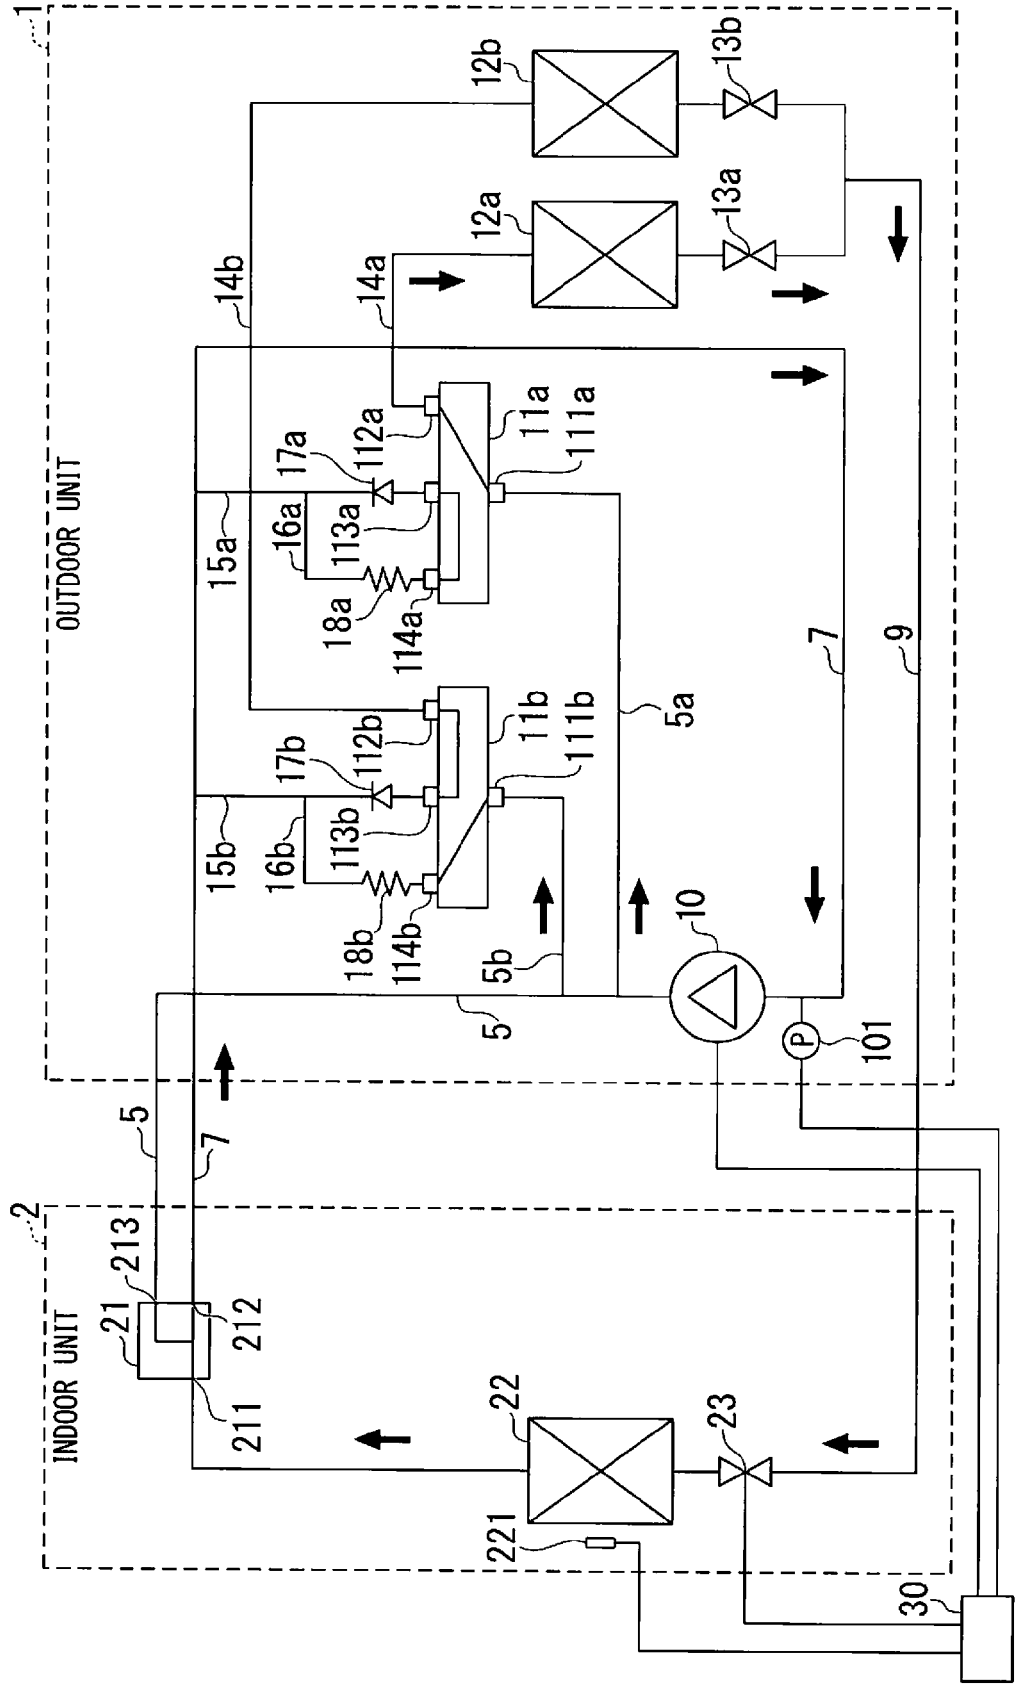 1
OUTDOOR UNIT
12b
13b
12a
13a
14b
14a
17a
112a
11a
111a
15a
16a
113a
18a
114a
7
9
5a
17b
112b
11b
111b
15b
16b
113b
18b
114b
5b
10
5
101
P
5
7
2
INDOOR UNIT
213
21
212
211
22
23
221
30